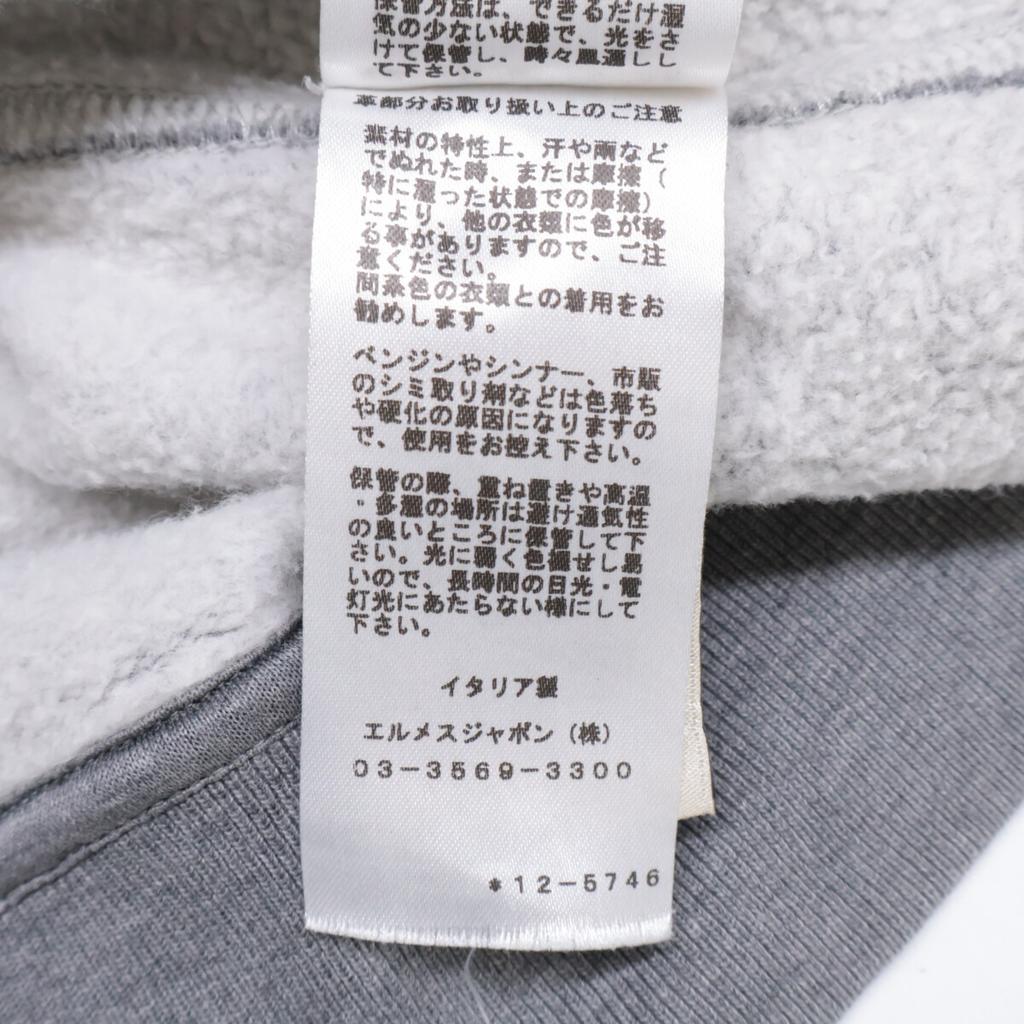 保管方法は、できるだけ湿
気の少ない状態で、光をさ
けて保管し、時々風通しし
て下さい。
革部分お取り扱い上のご注意
素材の特性上、汗や雨など
でぬれた時、または摩擦（
特に湿った状態での摩擦）
により、他の衣類に色が移
る事がありますので、ご注
意ください。
同系色の衣類との着用をお
勧めします。
ベンジンやシンナー、市販
のシミ取り剤などは色落ち
や硬化の原因になりますの
で、使用をお控え下さい。
保管の際、重ね置きや高温
・多湿の場所は避け通気性
の良いところに保管して下
さい。光に弱く色褪せし易
いので、長時間の日光・電
灯光にあたらない様にして
下さい。
イタリア製
エルメスジャポン（株）
03-3569-3300
*12-5746